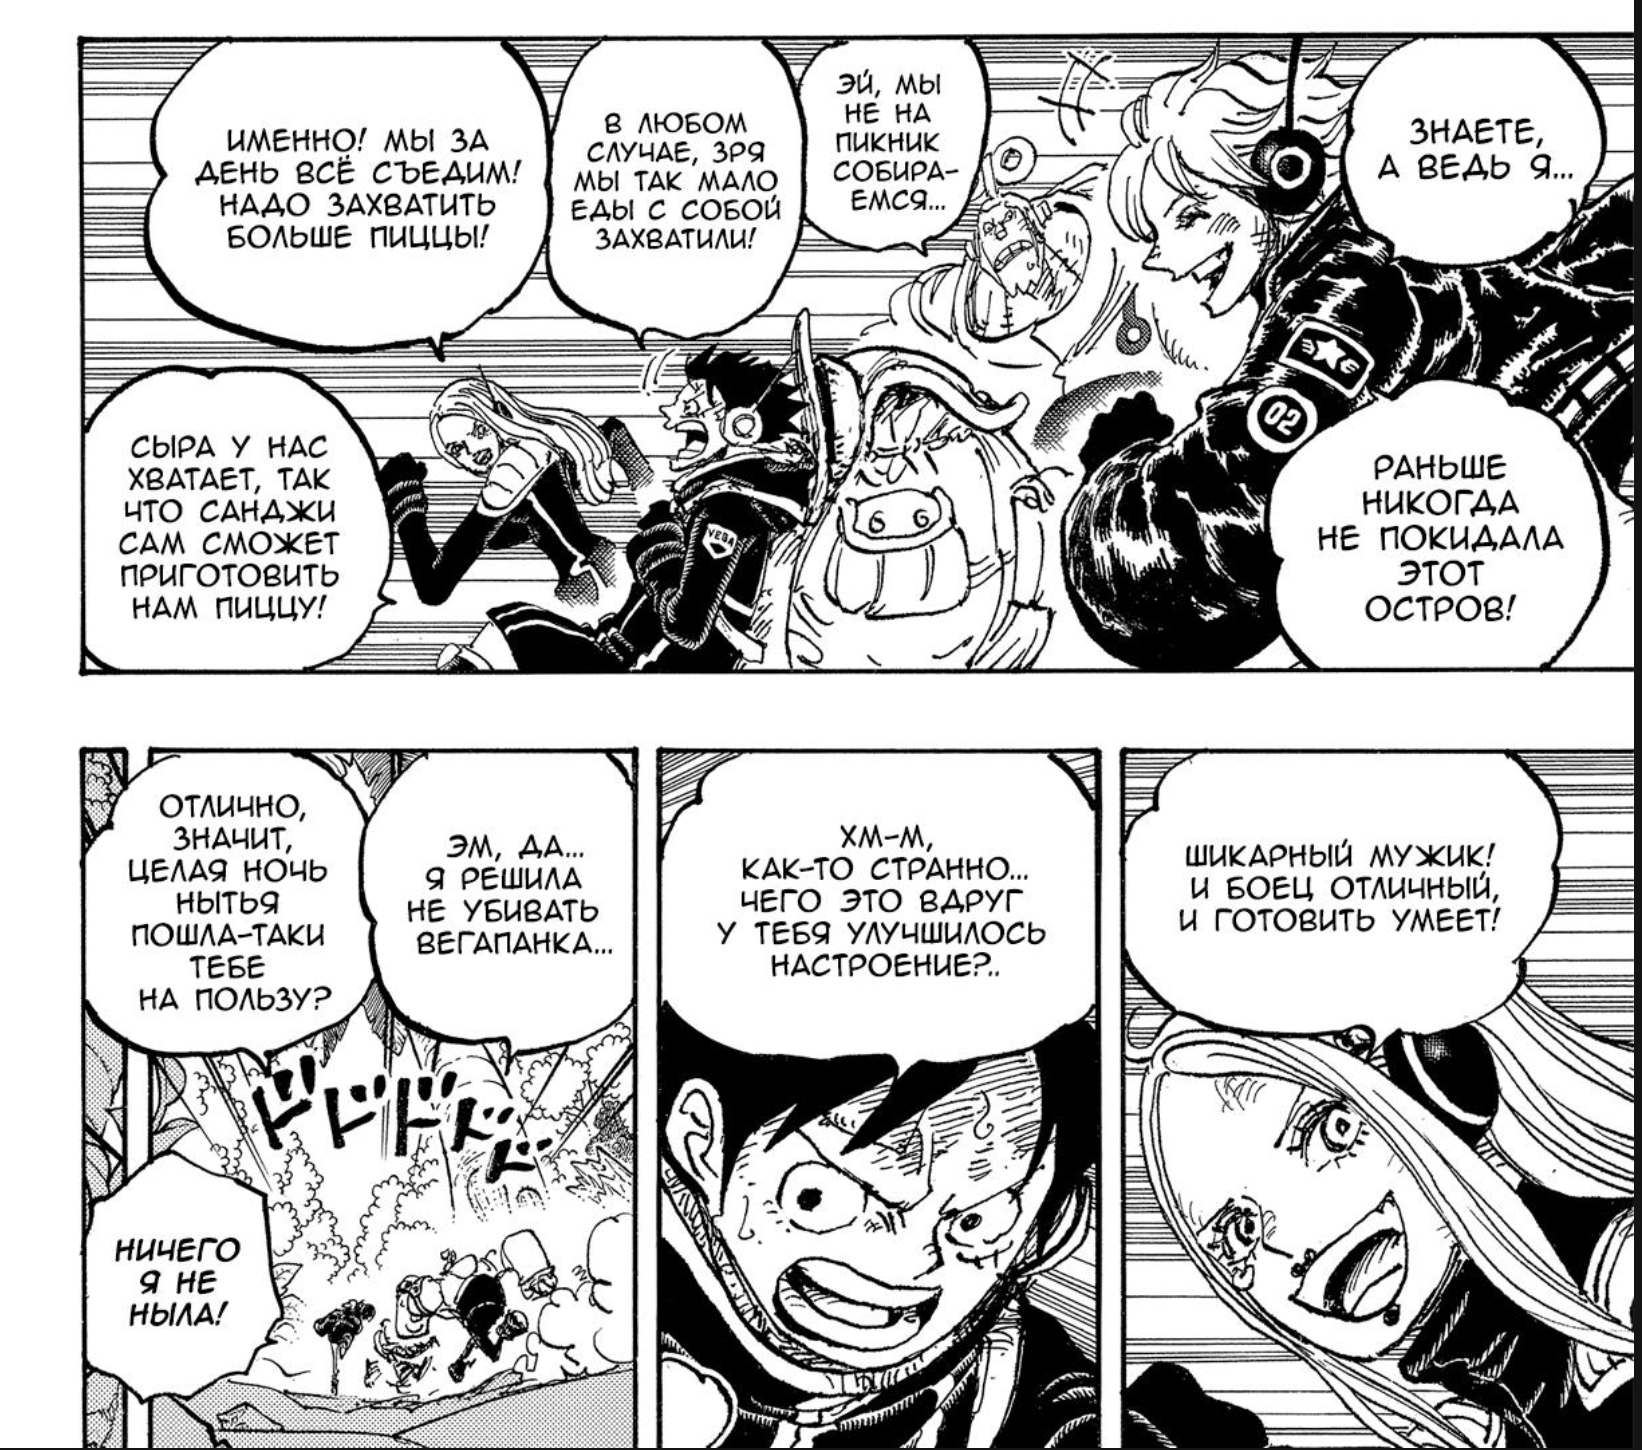 ЗНАЕТЕ,
А ВЕДЬ Я...
РАНЬШЕ
НИКОГДА
НЕ ПОКИДАЛА
ЭТОТ
ОСТРОВ!
ЭЙ, МЫ
НЕ НА
ПИКНИК
СОБИРА-
ЕМСЯ...
В ЛЮБОМ
СЛУЧАЕ, ЗРЯ
МЫ ТАК МАЛО
ЕДЫ С СОБОЙ
ЗАХВАТИЛИ!
ИМЕННО! МЫ ЗА
ДЕНЬ ВСЁ СЪЕДИМ!
НАДО ЗАХВАТИТЬ
БОЛЬШЕ ПИЦЦЫ!
СЫРА У НАС
ХВАТАЕТ, ТАК
ЧТО САНДЖИ
САМ СМОЖЕТ
ПРИГОТОВИТЬ
НАМ ПИЦЦУ!
02
VEGA
66
ШИКАРНЫЙ МУЖИК!
И БОЕЦ ОТЛИЧНЫЙ,
И ГОТОВИТЬ УМЕЕТ!
ХМ-М,
КАК-ТО СТРАННО...
ЧЕГО ЭТО ВДРУГ
У ТЕБЯ УЛУЧШИЛОСЬ
НАСТРОЕНИЕ?..
ЭМ, ДА...
Я РЕШИЛА
НЕ УБИВАТЬ
ВЕГАПАНКА...
ОТЛИЧНО,
ЗНАЧИТ,
ЦЕЛАЯ НОЧЬ
НЫТЬЯ
ПОШЛА-ТАКИ
ТЕБЕ
НА ПОЛЬЗУ?
ドドドドド
НИЧЕГО
Я НЕ
НЫЛА!